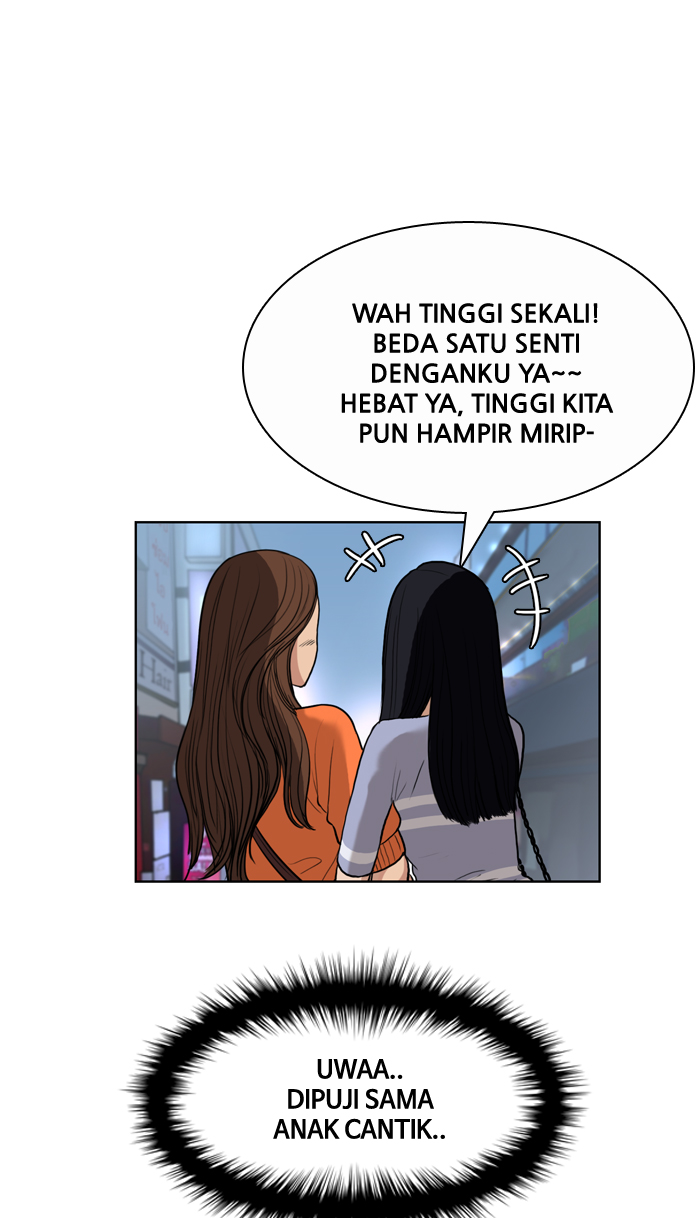 WAH TINGGI SEKALI!
BEDA SATU SENTI
DENGANKU YA~~
HEBAT YA, TINGGI KITA
PUN HAMPIR MIRIP-
Hair
UWAA..
DIPUJI SAMA
ANAK CANTIK..